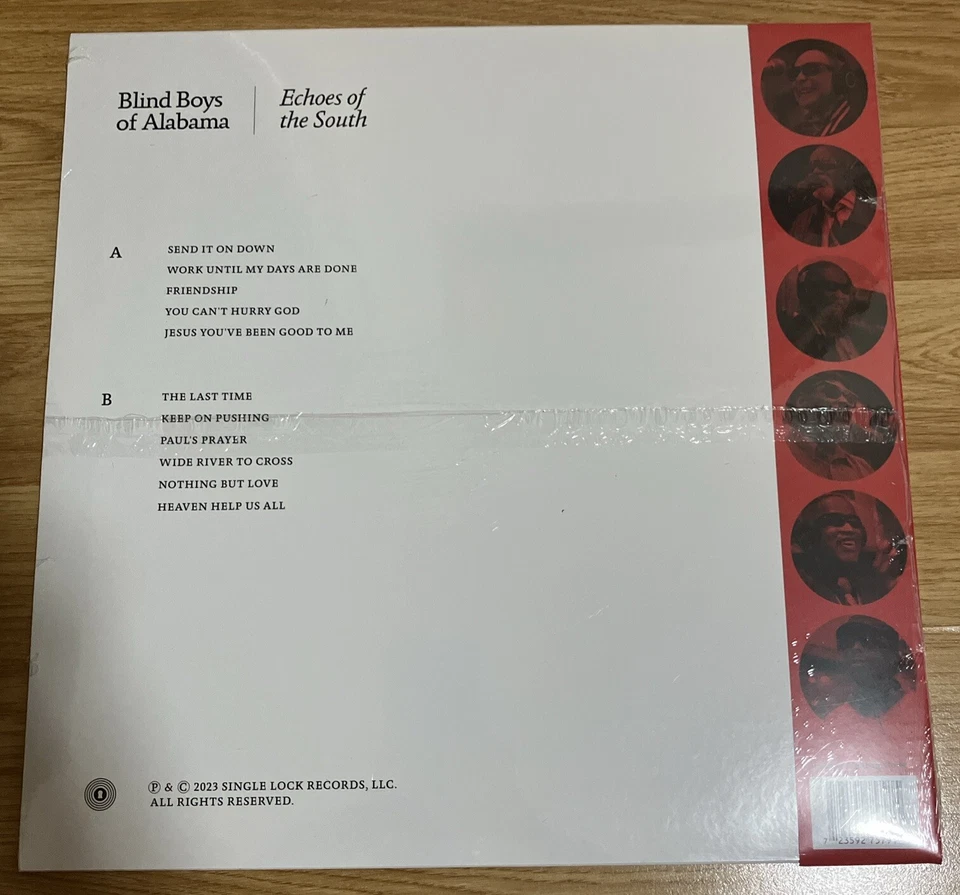 Blind Boys
of Alabama
Echoes of
the South
A
SEND IT ON DOWN
WORK UNTIL MY DAYS ARE DONE
FRIENDSHIP
YOU CAN'T HURRY GOD
JESUS YOU'VE BEEN GOOD TO ME
B
THE LAST TIME
KEEP ON PUSHING
PAUL'S PRAYER
WIDE RIVER TO CROSS
NOTHING BUT LOVE
HEAVEN HELP US ALL
Ⓟ & Ⓒ 2023 SINGLE LOCK RECORDS, LLC.
ALL RIGHTS RESERVED.